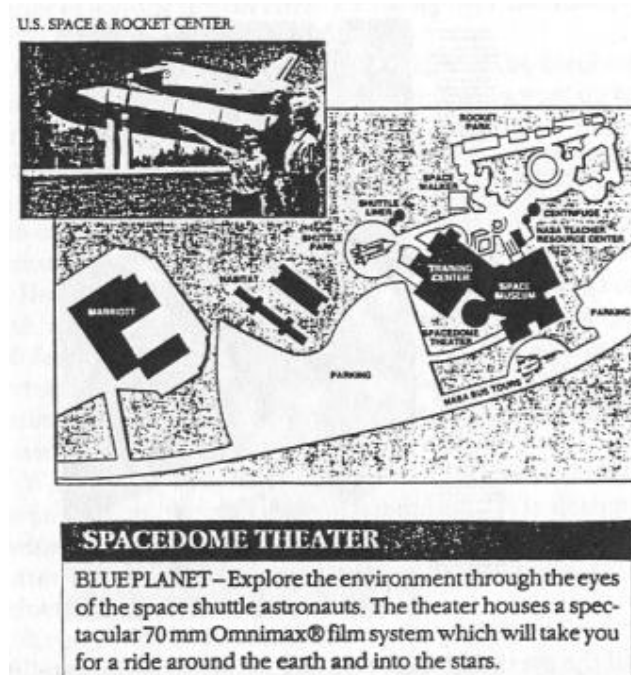 U.S. SPACE & ROCKET CENTER
ROCKET
PARK
SPACE
WALKER
SHUTTLE
LINER
CENTRIFUGE
NASA TEACHER
RESOURCE CENTER
SHUTTLE
PARK
TRAINING
CENTER
HABITAT
SPACE
MUSEUM
MARRIOTT
PARKING
SPACEDOME
THEATER
PARKING
NASA BUS TOURS
SPACEDOME THEATER
BLUE PLANET–Explore the environment through the eyes
of the space shuttle astronauts. The theater houses a spec-
tacular 70 mm Omnimax® film system which will take you
for a ride around the earth and into the stars.